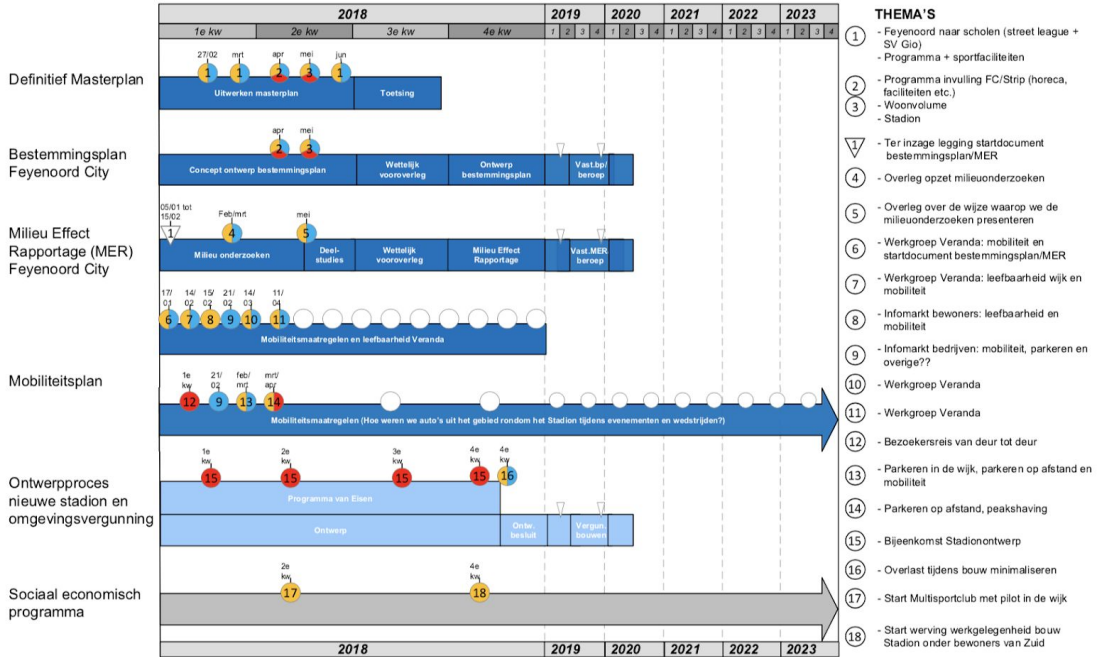 2018 2019 2020 2021 2022 2023
1e kw 2e kw 3e kw 4e kw 1 2 3 4 1 2 3 4 1 2 3 4 1 2 3 4 1 2 3 4
Definitief Masterplan
27/02 mrt apr mei jun
1 1 2 3 1
Uitwerken masterplan Toetsing
Bestemmingsplan
Feyenoord City
apr mei
2 3
Concept ontwerp bestemmingsplan
Wettelijk
vooroverleg
Ontwerp
bestemmingsplan
Vast.bp/
beroep
Milieu Effect
Rapportage (MER)
Feyenoord City
05/01 tot
15/02
Feb/mrt mei
1 4 5
Milieu onderzoeken
Deel-
studies
Wettelijk
vooroverleg
Milieu Effect
Rapportage
Vast.MER
beroep
Mobiliteitsplan
17/
01
14/
02
15/
02
21/
02
14/
03
11/
04
6 7 8 9 10 11
Mobiliteitsmaatregelen en leefbaarheid Veranda
1e
kw
21/
02
feb/
mrt
mrt/
apr
12 9 13 14
Mobiliteitsmaatregelen (Hoe weren we auto's uit het gebied rondom het Stadion tijdens evenementen en wedstrijden?)
Ontwerpproces
nieuwe stadion en
omgevingsvergunning
1e
kw
2e
kw
3e
kw
4e
kw
4e
kw
15 15 15 15 16
Programma van Eisen
Ontwerp
Ontw.
besluit
Vergun.
bouwen
Sociaal economisch
programma
2e
kw
4e
kw
17 18
2018 2019 2020 2021 2022 2023
THEMA'S
1 - Feyenoord naar scholen (street league +
SV Gio)
- Programma + sportfaciliteiten
2 - Programma invulling FC/Strip (horeca,
faciliteiten etc.)
3 - Woonvolume
- Stadion
1 - Ter inzage legging startdocument
bestemmingsplan/MER
4 - Overleg opzet milieuonderzoeken
5 - Overleg over de wijze waarop we de
milieuonderzoeken presenteren
6 - Werkgroep Veranda: mobiliteit en
startdocument bestemmingsplan/MER
7 - Werkgroep Veranda: leefbaarheid wijk en
mobiliteit
8 - Infomarkt bewoners: leefbaarheid en
mobiliteit
9 - Infomarkt bedrijven: mobiliteit, parkeren en
overige??
10 - Werkgroep Veranda
11 - Werkgroep Veranda
12 - Bezoekersreis van deur tot deur
13 - Parkeren in de wijk, parkeren op afstand en
mobiliteit
14 - Parkeren op afstand, peakshaving
15 - Bijeenkomst Stadionontwerp
16 - Overlast tijdens bouw minimaliseren
17 - Start Multisportclub met pilot in de wijk
18 - Start werving werkgelegenheid bouw
Stadion onder bewoners van Zuid